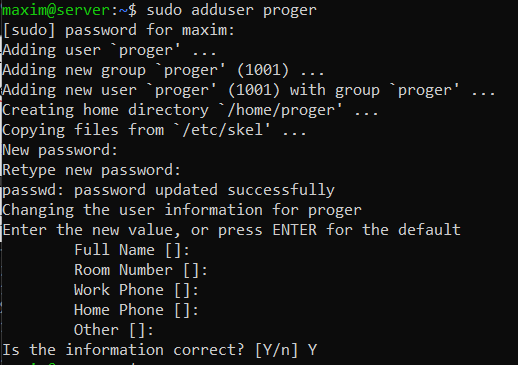 maxim@server:~$ sudo adduser proger
[sudo] password for maxim:
Adding user `proger' ...
Adding new group `proger' (1001) ...
Adding new user `proger' (1001) with group `proger' ...
Creating home directory `/home/proger' ...
Copying files from `/etc/skel' ...
New password:
Retype new password:
passwd: password updated successfully
Changing the user information for proger
Enter the new value, or press ENTER for the default
Full Name []:
Room Number []:
Work Phone []:
Home Phone []:
Other []:
Is the information correct? [Y/n] Y